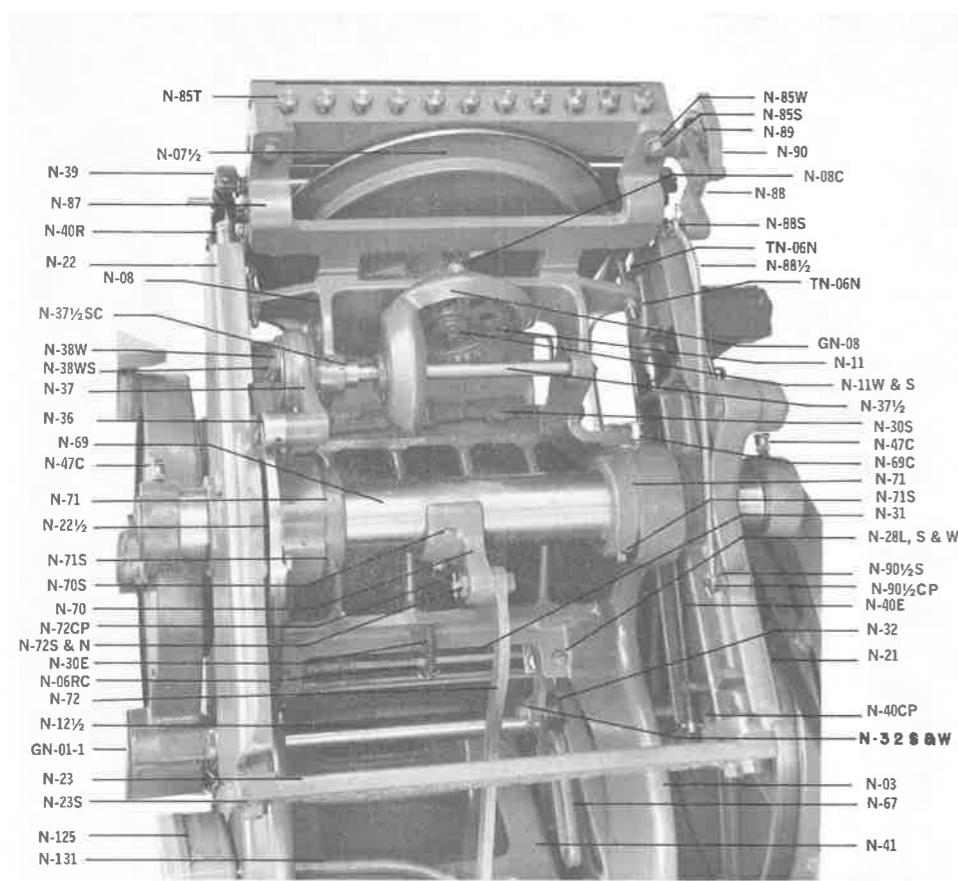 N-85T
N-07½
N-39
N-87
N-40R
N-22
N-08
N-37½SC
N-38W
N-38WS
N-37
N-36
N-69
N-47C
N-71
N-22½
N-71S
N-70S
N-70
N-72CP
N-72S & N
N-30E
N-06RC
N-72
N-12½
GN-01-1
N-23
N-23S
N-125
N-131
N-85W
N-85S
N-89
N-90
N-08C
N-88
N-88S
TN-06N
N-88½
TN-06N
GN-08
N-11
N-11W & S
N-37½
N-30S
N-47C
N-69C
N-71
N-71S
N-31
N-28L, S & W
N-90½S
N-90½CP
N-40E
N-32
N-21
N-40CP
N-32 S & W
N-03
N-67
N-41